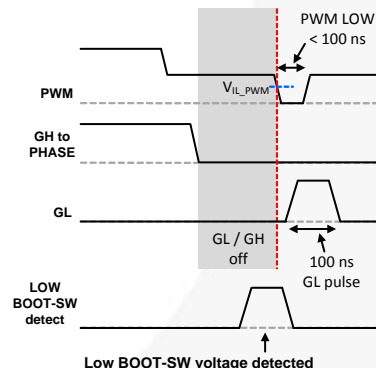 PWM LOW
< 100 ns
V_IL_PWM
PWM
GH to
PHASE
GL
GL / GH
off
100 ns
GL pulse
LOW
BOOT-SW
detect
Low BOOT-SW voltage detected